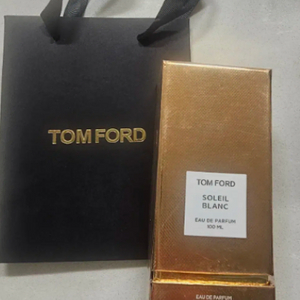 TOM FORD
TOM FORD
SOLEIL
BLANC
EAU DE PARFUM
100 ML
EAU DE PARFUM